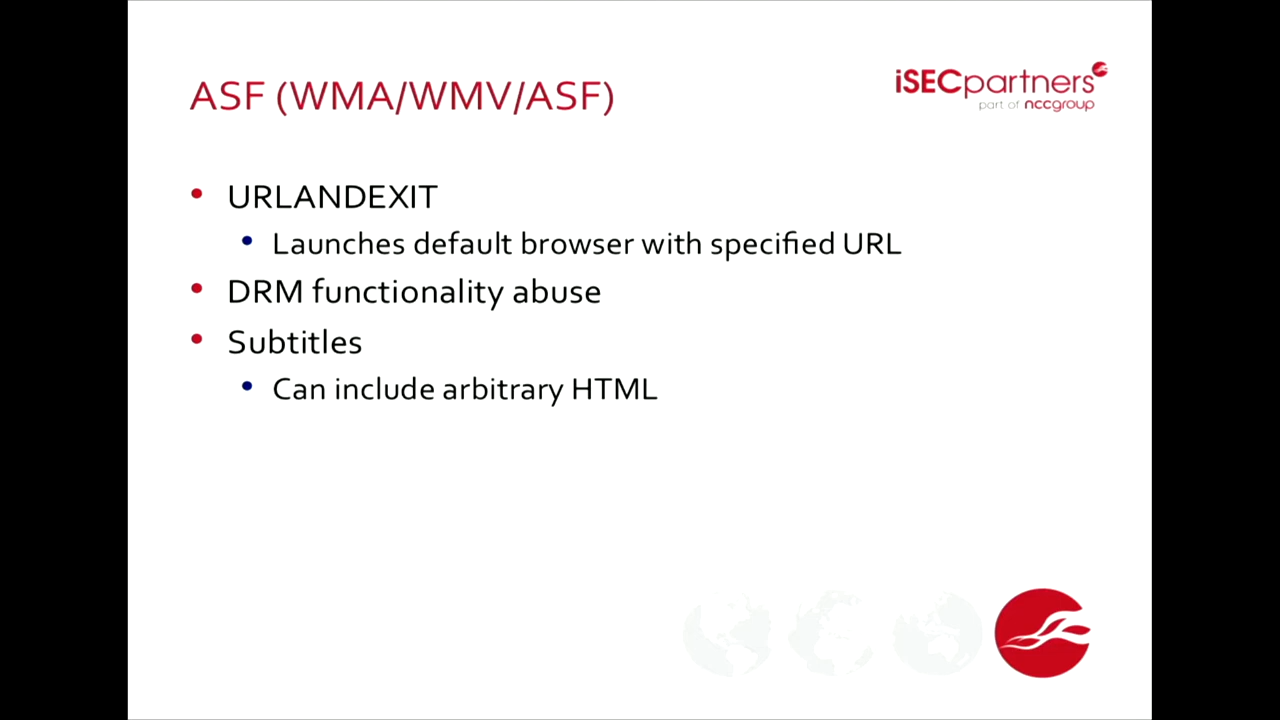 ASF (WMA/WMV/ASF)
iSECpartners
part of nccgroup
URLANDEXIT
Launches default browser with specified URL
DRM functionality abuse
Subtitles
Can include arbitrary HTML